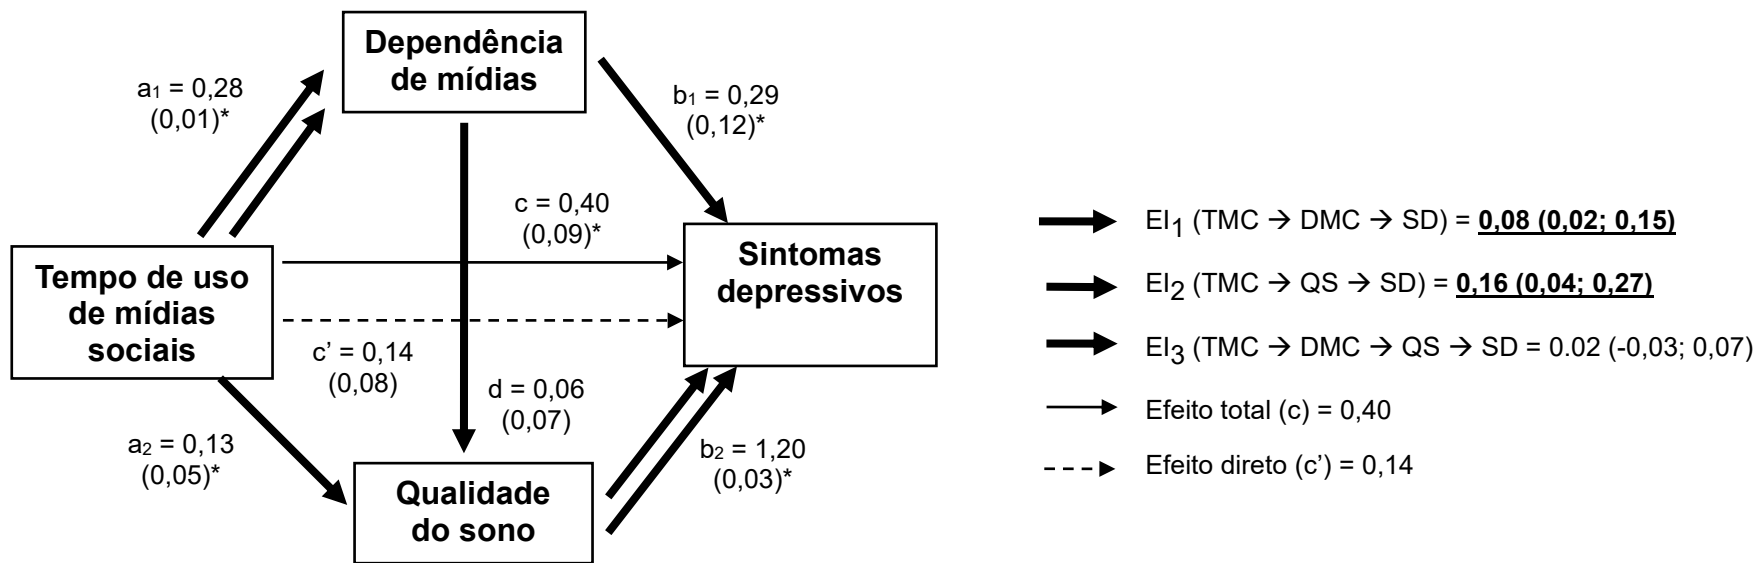 Dependência
de mídias
a1 = 0,28
(0,01)*
b1 = 0,29
(0,12)*
c = 0,40
(0,09)*
Tempo de uso
de mídias
sociais
Sintomas
depressivos
c’ = 0,14
(0,08)
d = 0,06
(0,07)
a2 = 0,13
(0,05)*
b2 = 1,20
(0,03)*
Qualidade
do sono
EI1 (TMC → DMC → SD) = 0,08 (0,02; 0,15)
EI2 (TMC → QS → SD) = 0,16 (0,04; 0,27)
EI3 (TMC → DMC → QS → SD = 0.02 (-0,03; 0,07)
Efeito total (c) = 0,40
Efeito direto (c’) = 0,14